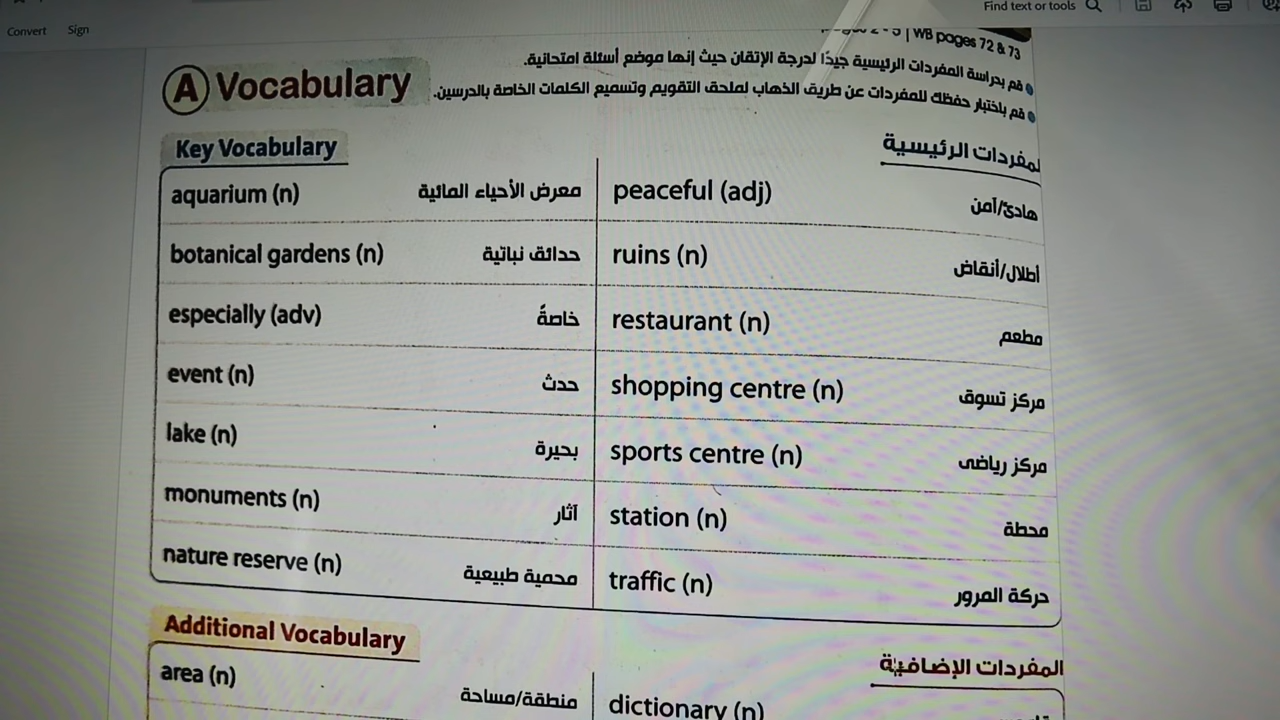 Find text or tools
Convert Sign
WB pages 72 & 73
قم بدراسة المفردات الرئيسية جيدًا لدرجة الإتقان حيث إنها موضع أسئلة امتحانية.
قم باختبار حفظك للمفردات عن طريق الذهاب لملحق التقويم وتسميع الكلمات الخاصة بالدرسين.
A Vocabulary
Key Vocabulary لمفردات الرئيسية
aquarium (n) معرض الأحياء المائية peaceful (adj) هادئ/آمن
botanical gardens (n) حدائق نباتية ruins (n) أطلال/أنقاض
especially (adv) خاصةً restaurant (n) مطعم
event (n) حدث shopping centre (n) مركز تسوق
lake (n) بحيرة sports centre (n) مركز رياضى
monuments (n) آثار station (n) محطة
nature reserve (n) محمية طبيعية traffic (n) حركة المرور
Additional Vocabulary المفردات الإضافية
area (n) منطقة/مساحة dictionary (n)